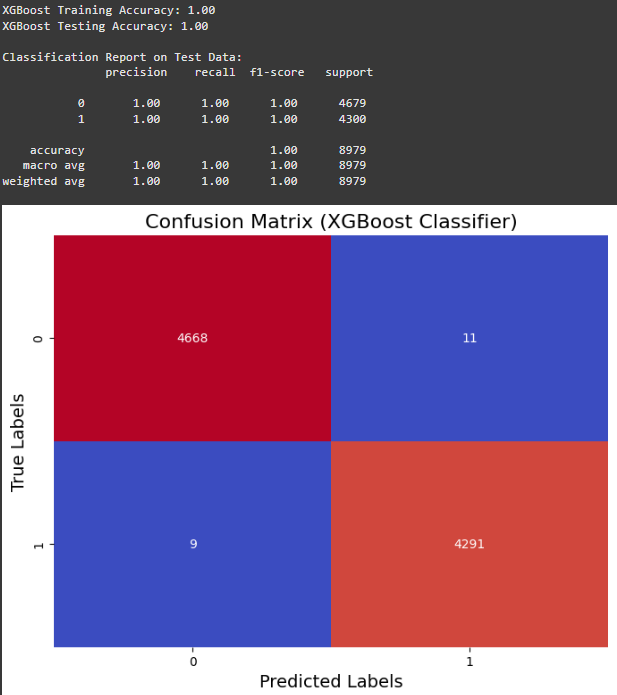 XGBoost Training Accuracy: 1.00
XGBoost Testing Accuracy: 1.00
Classification Report on Test Data:
precision recall f1-score support
0 1.00 1.00 1.00 4679
1 1.00 1.00 1.00 4300
accuracy 1.00 8979
macro avg 1.00 1.00 1.00 8979
weighted avg 1.00 1.00 1.00 8979
Confusion Matrix (XGBoost Classifier)
True Labels
0
4668 11
1
9 4291
0 1
Predicted Labels